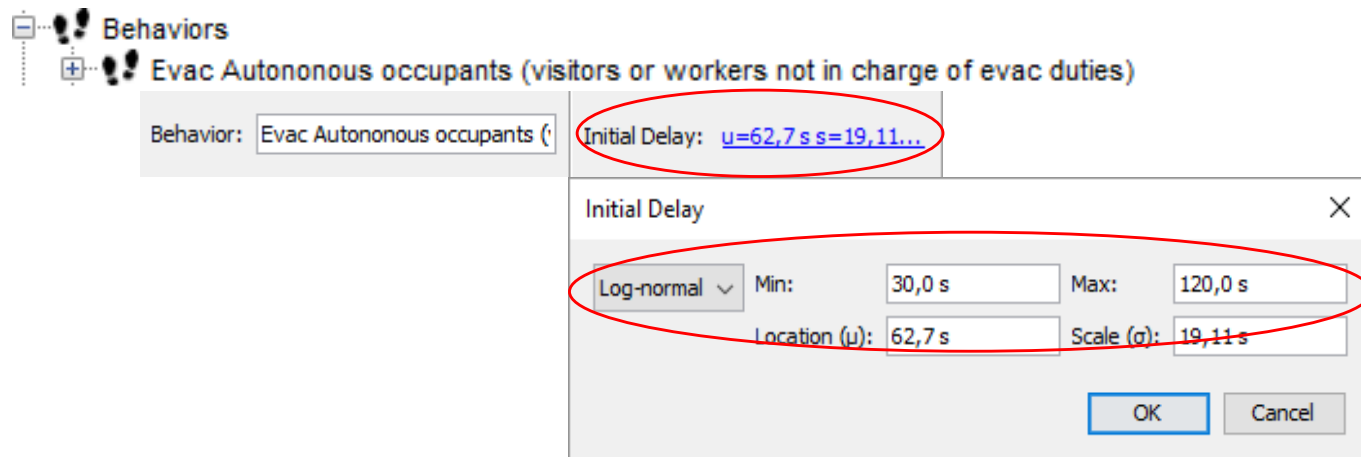 Behaviors
Evac Autononous occupants (visitors or workers not in charge of evac duties)
Behavior: Evac Autononous occupants (
Initial Delay: u=62,7 s s=19,11...
Initial Delay
Log-normal Min: 30,0 s Max: 120,0 s
Location (μ): 62,7 s Scale (σ): 19,11 s
OK Cancel